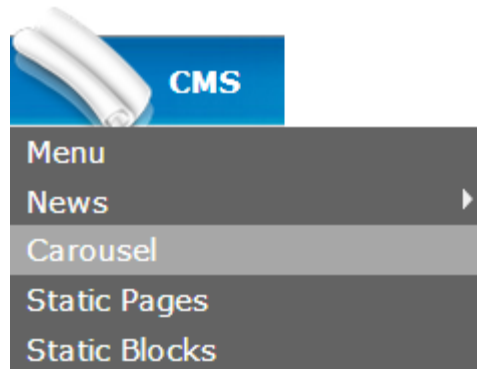 CMS
Menu
News
Carousel
Static Pages
Static Blocks